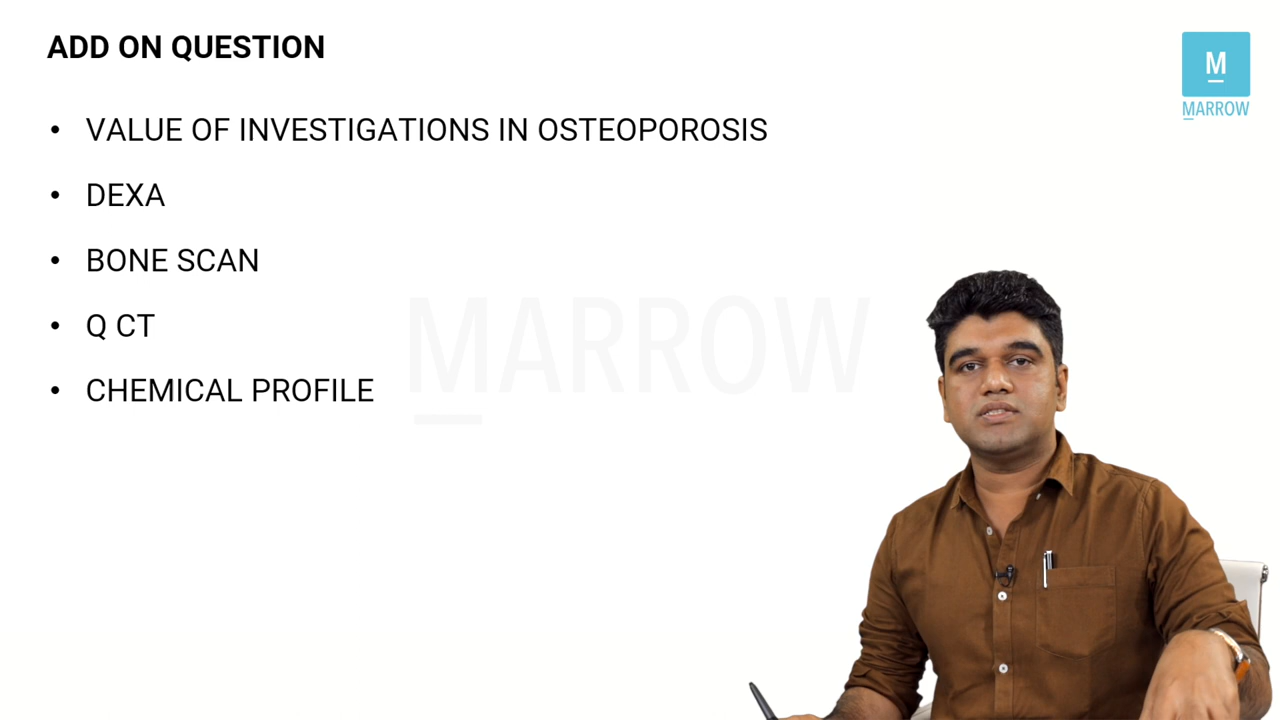 ADD ON QUESTION
• VALUE OF INVESTIGATIONS IN OSTEOPOROSIS
• DEXA
• BONE SCAN
• Q CT
• CHEMICAL PROFILE
M
MARROW
MARROW